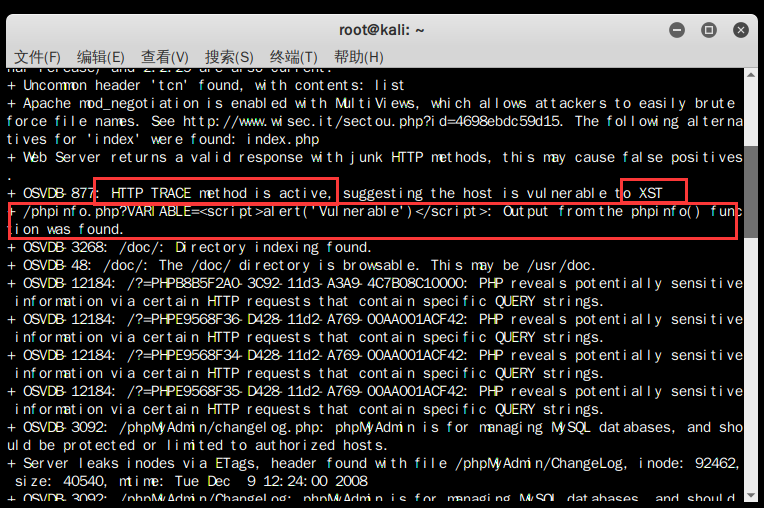 root@kali: ~
文件(F) 编辑(E) 查看(V) 搜索(S) 终端(T) 帮助(H)
nar release) and 2.2.29 are also current.
+ Uncommon header 'tcn' found, with contents: list
+ Apache mod_negotiation is enabled with MultiViews, which allows attackers to easily brute
force file names. See http://www.wisec.it/sectou.php?id=4698ebdc59d15. The following alterna
tives for 'index' were found: index.php
+ Web Server returns a valid response with junk HTTP methods, this may cause false positives
.
+ OSVDB-877: HTTP TRACE method is active, suggesting the host is vulnerable to XST
+ /phpinfo.php?VARIABLE=<script>alert('Vulnerable')</script>: Output from the phpinfo() func
tion was found.
+ OSVDB-3268: /doc/: Directory indexing found.
+ OSVDB-48: /doc/: The /doc/ directory is browsable. This may be /usr/doc.
+ OSVDB-12184: /?=PHPB8B5F2A0-3C92-11d3-A3A9-4C7B08C10000: PHP reveals potentially sensitive
information via certain HTTP requests that contain specific QUERY strings.
+ OSVDB-12184: /?=PHPE9568F36-D428-11d2-A769-00AA001ACF42: PHP reveals potentially sensitive
information via certain HTTP requests that contain specific QUERY strings.
+ OSVDB-12184: /?=PHPE9568F34-D428-11d2-A769-00AA001ACF42: PHP reveals potentially sensitive
information via certain HTTP requests that contain specific QUERY strings.
+ OSVDB-12184: /?=PHPE9568F35-D428-11d2-A769-00AA001ACF42: PHP reveals potentially sensitive
information via certain HTTP requests that contain specific QUERY strings.
+ OSVDB-3092: /phpMyAdmin/changelog.php: phpMyAdmin is for managing MySQL databases, and sho
uld be protected or limited to authorized hosts.
+ Server leaks inodes via ETags, header found with file /phpMyAdmin/ChangeLog, inode: 92462,
size: 40540, mtime: Tue Dec  9 12:24:00 2008
+ OSVDB-3092: /phpMyAdmin/ChangeLog: phpMyAdmin is for managing MySQL databases, and should